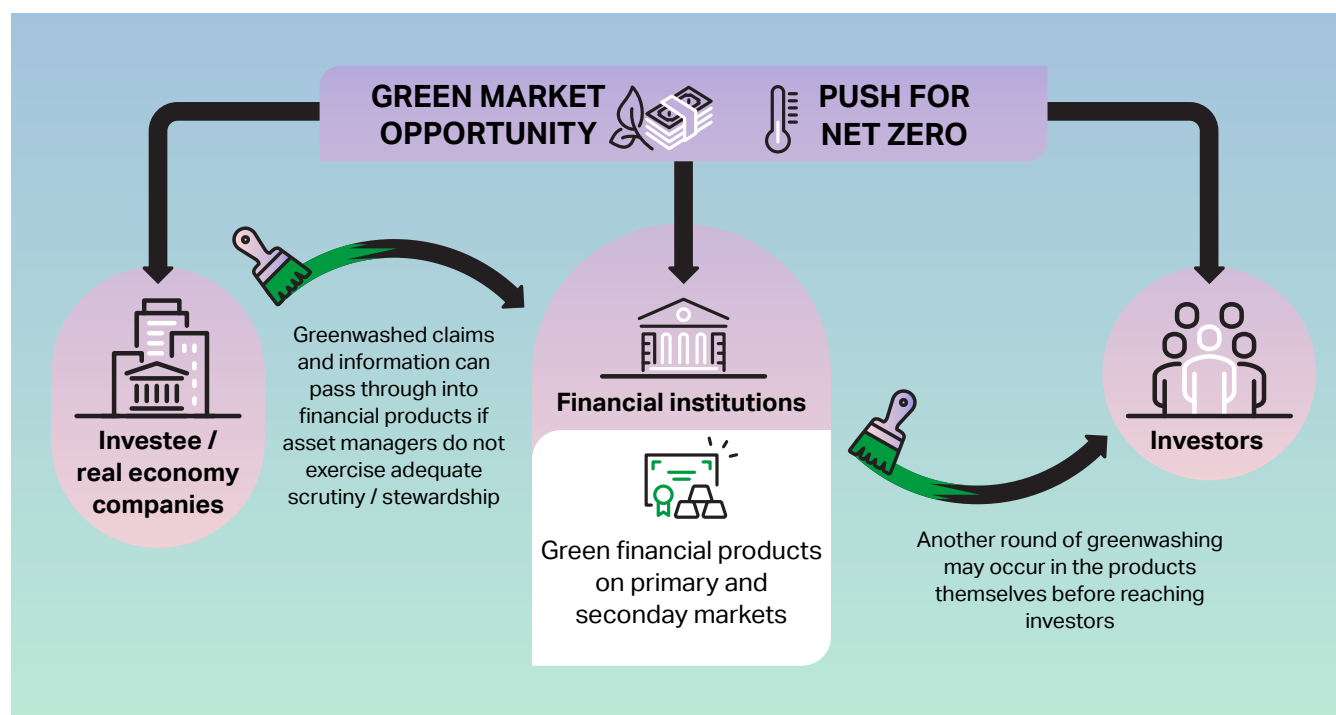 GREEN MARKET
OPPORTUNITY
PUSH FOR
NET ZERO
Greenwashed claims
and information can
pass through into
financial products if
asset managers do not
exercise adequate
scrutiny / stewardship
Investee /
real economy
companies
Financial institutions
Green financial products
on primary and
seconday markets
Investors
Another round of greenwashing
may occur in the products
themselves before reaching
investors